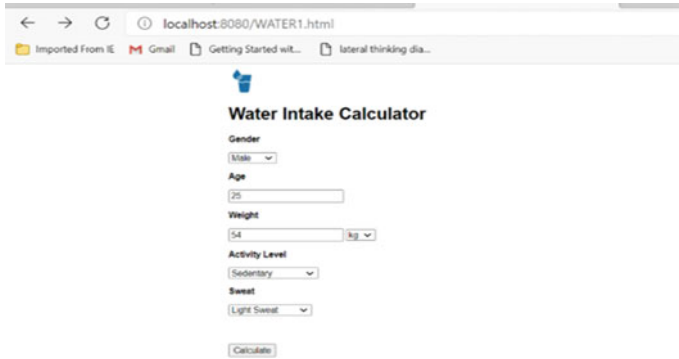 localhost:8080/WATER1.html
Imported From IE Gmail Getting Started wit... lateral thinking dia...
Water Intake Calculator
Gender
Male
Age
25
Weight
54 kg
Activity Level
Sedentary
Sweat
Light Sweat
Calculate